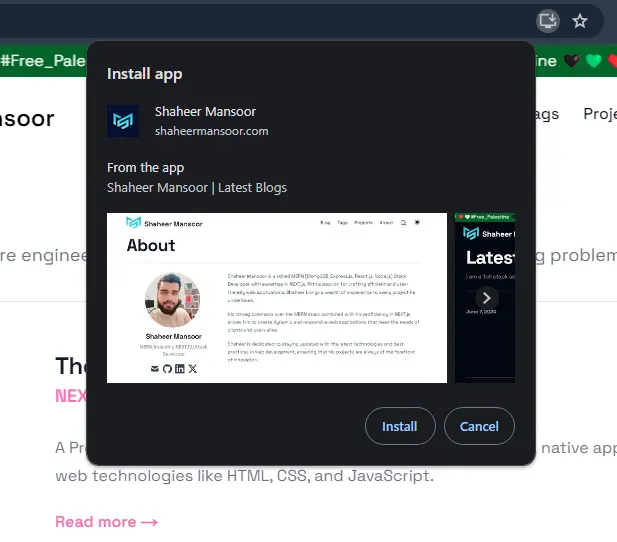 #Free_Pale
ine
Install app
nsoor
Shaheer Mansoor
shaheermansoor.com
ags
Proje
From the app
Shaheer Mansoor | Latest Blogs
Shaheer Mansoor
Blog Tags Projects About
About
Shaheer Mansoor is a skilled MERN (MongoDB, Express.js, React.js, Node.js) Stack
Developer with expertise in NEXT.js. With a passion for crafting efficient and user-
friendly web applications, Shaheer brings a wealth of experience to every project he
undertakes.
His strong command over the MERN stack combined with his proficiency in NEXT.js
allows him to create dynamic and responsive web applications that meet the needs of
clients and users alike.
Shaheer is dedicated to staying updated with the latest technologies and best
practices in web development, ensuring that his projects are always at the forefront
of innovation.
Shaheer Mansoor
MERN (Including NEXTJS) Stack
Developer
#Free_Palestine
Shaheer
Latest
I am a full stack so
June 7, 2024
re enginee
g problem
Install
Cancel
The
NEX
A Pr
native app
web technologies like HTML, CSS, and JavaScript.
Read more →